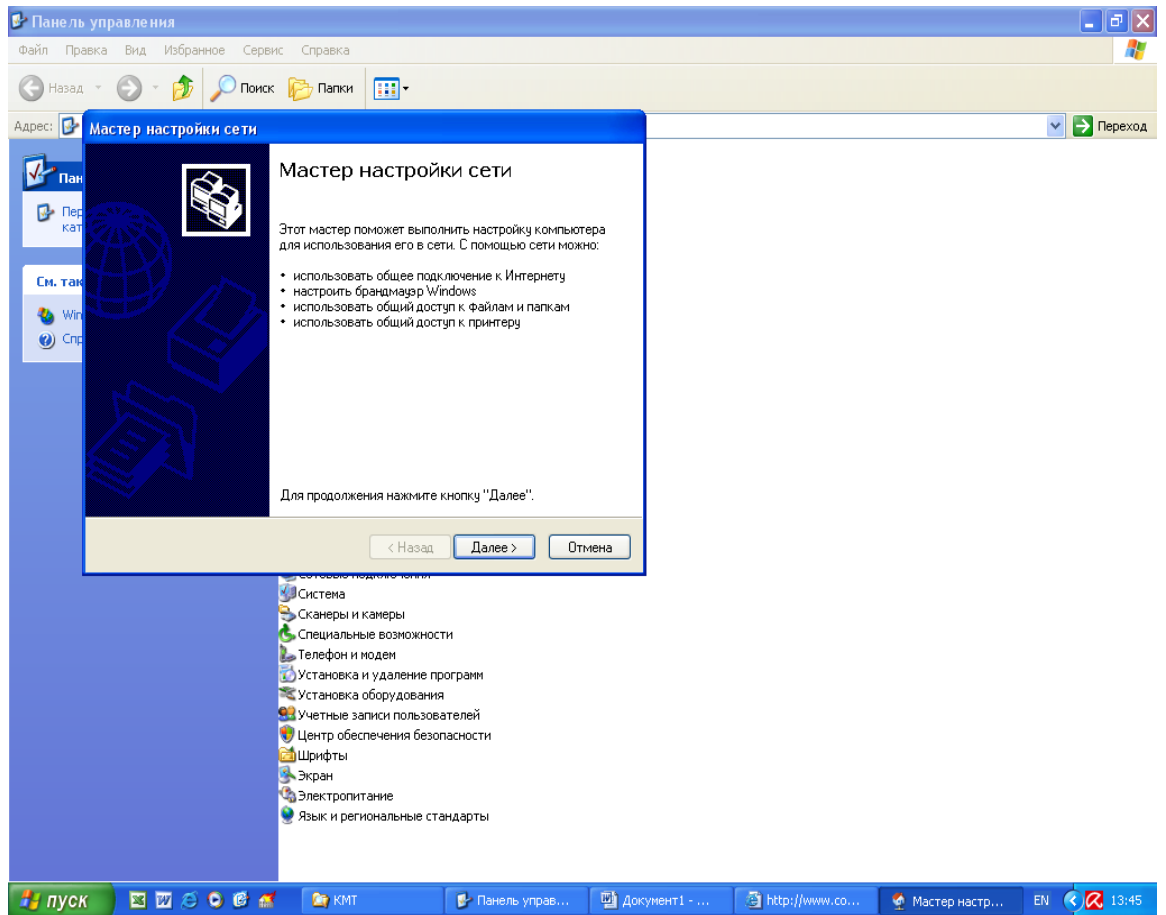 Панель управления
Файл Правка Вид Избранное Сервис Справка
Назад Поиск Папки
Адрес: Переход
Мастер настройки сети
Мастер настройки сети
Этот мастер поможет выполнить настройку компьютера
для использования его в сети. С помощью сети можно:
• использовать общее подключение к Интернету
• настроить брандмауэр Windows
• использовать общий доступ к файлам и папкам
• использовать общий доступ к принтеру
Для продолжения нажмите кнопку "Далее".
< Назад Далее > Отмена
Пан
Пер
кат
См. так
Win
Спр
Система
Сканеры и камеры
Специальные возможности
Телефон и модем
Установка и удаление программ
Установка оборудования
Учетные записи пользователей
Центр обеспечения безопасности
Шрифты
Экран
Электропитание
Язык и региональные стандарты
пуск КМТ Панель управ... Документ1 - ... http://www.co... Мастер настр... EN 13:45